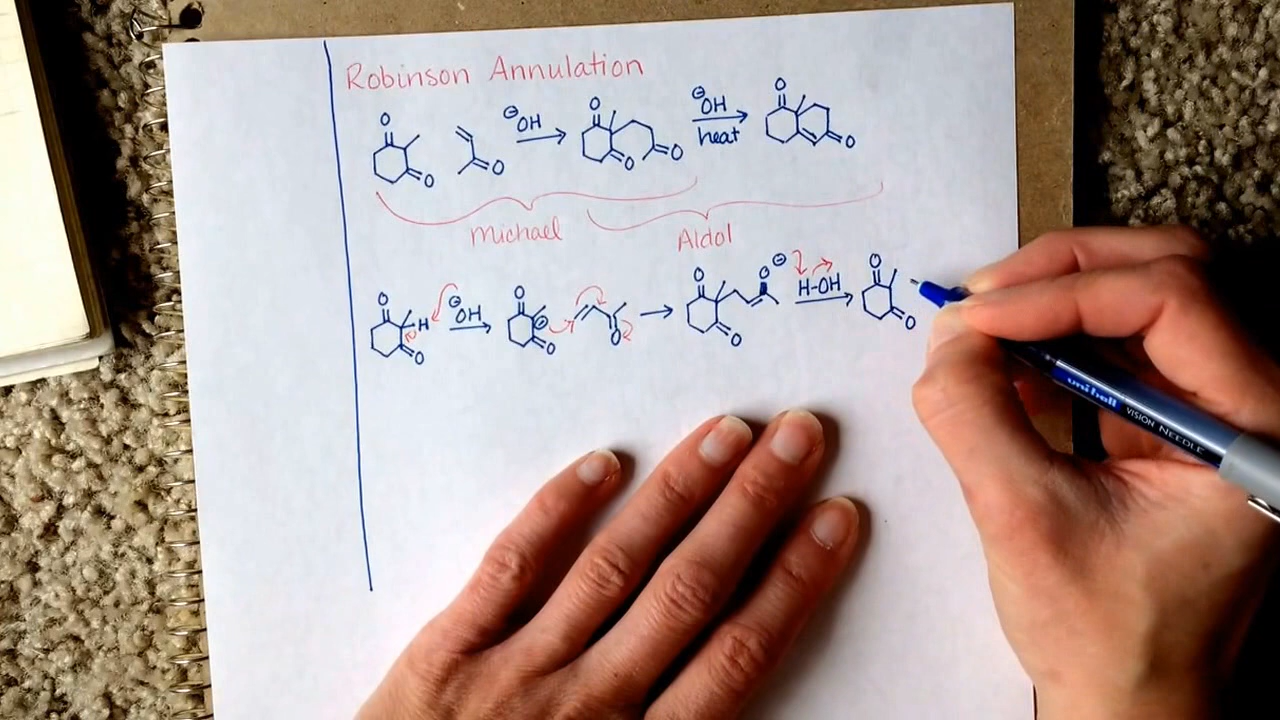 Robinson Annulation
O O O ⊖OH O O O ⊖OH heat O O
Michael Aldol
O H O ⊖OH O ⊖ O O O O O ⊖ H-OH O O
uni-ball VISION NEEDLE